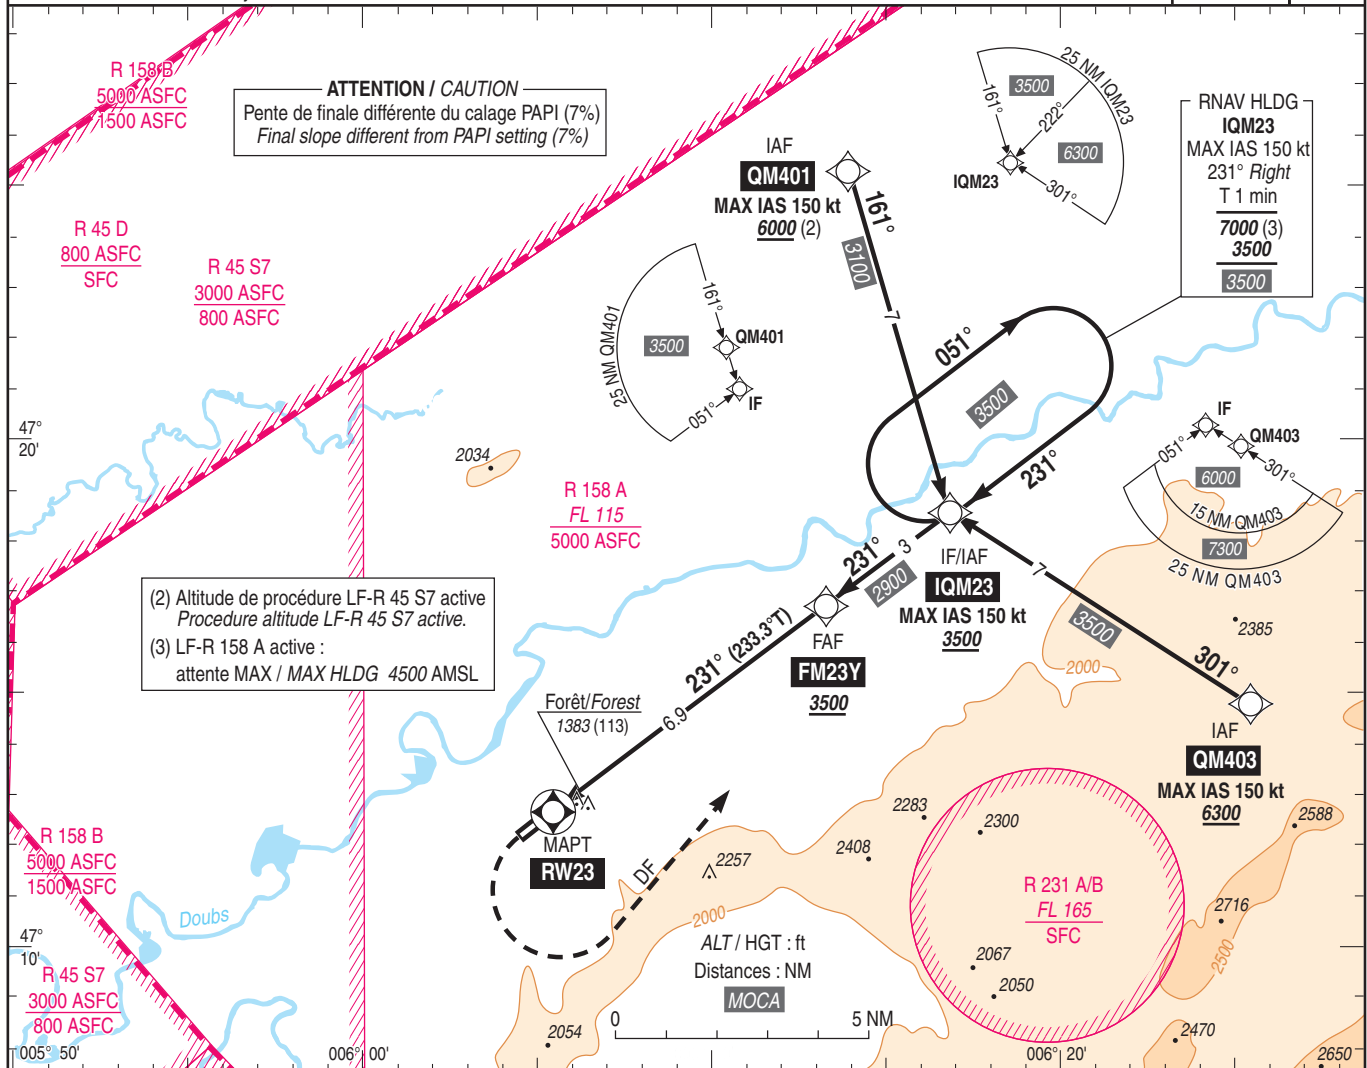 R 158 B
5000 ASFC
1500 ASFC
ATTENTION / CAUTION
Pente de finale différente du calage PAPI (7%)
Final slope different from PAPI setting (7%)
R 45 D
800 ASFC
SFC
R 45 S7
3000 ASFC
800 ASFC
IAF
QM401
MAX IAS 150 kt
6000 (2)
161°
3100
7
25 NM IQM23
3500
161°
222°
6300
IQM23
301°
RNAV HLDG
IQM23
MAX IAS 150 kt
231° Right
T 1 min
7000 (3)
3500
3500
25 NM QM401
161°
3500
QM401
051°
IF
051°
3500
231°
IF
QM403
051°
301°
6000
15 NM QM403
7300
25 NM QM403
47°
20'
2034
R 158 A
FL 115
5000 ASFC
231°
3
2900
IF/IAF
IQM23
MAX IAS 150 kt
3500
7
3500
301°
2385
2000
(2) Altitude de procédure LF-R 45 S7 active
Procedure altitude LF-R 45 S7 active.
(3) LF-R 158 A active :
attente MAX / MAX HLDG 4500 AMSL
FAF
FM23Y
3500
231° (233.3°T)
6.9
Forêt/Forest
1383 (113)
IAF
QM403
MAX IAS 150 kt
6300
MAPT
RW23
DF
2257
2408
2283
2300
2588
R 158 B
5000 ASFC
1500 ASFC
Doubs
R 231 A/B
FL 165
SFC
2716
2000
2500
47°
10'
R 45 S7
3000 ASFC
800 ASFC
ALT / HGT : ft
Distances : NM
MOCA
0
5 NM
2067
2050
2054
2470
2650
005° 50'
006° 00'
006° 20'